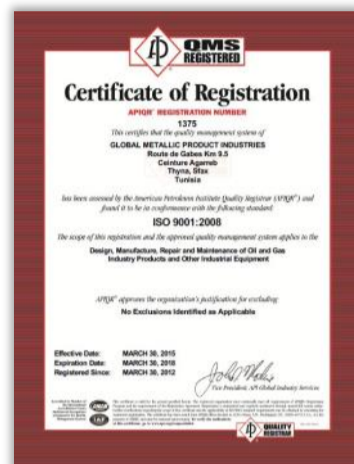 QMS
REGISTERED
Certificate of Registration
APIQR® REGISTRATION NUMBER
1375
This certifies that the quality management system of
GLOBAL METALLIC PRODUCT INDUSTRIES
Route de Gabes Km 9.5
Ceinture Agareb
Thyna, Sfax
Tunisia
has been assessed by the American Petroleum Institute Quality Registrar (APIQR®) and
found it to be in conformance with the following standard:
ISO 9001:2008
The scope of this registration and the approved quality management system applies to the
Design, Manufacture, Repair and Maintenance of Oil and Gas
Industry Products and Other Industrial Equipment
APIQR® approves the organization's justification for excluding
No Exclusions Identified as Applicable
Effective Date: MARCH 30, 2015
Expiration Date: MARCH 30, 2018
Registered Since: MARCH 30, 2012
Vice President, API Global Industry Services
QUALITY
REGISTRAR